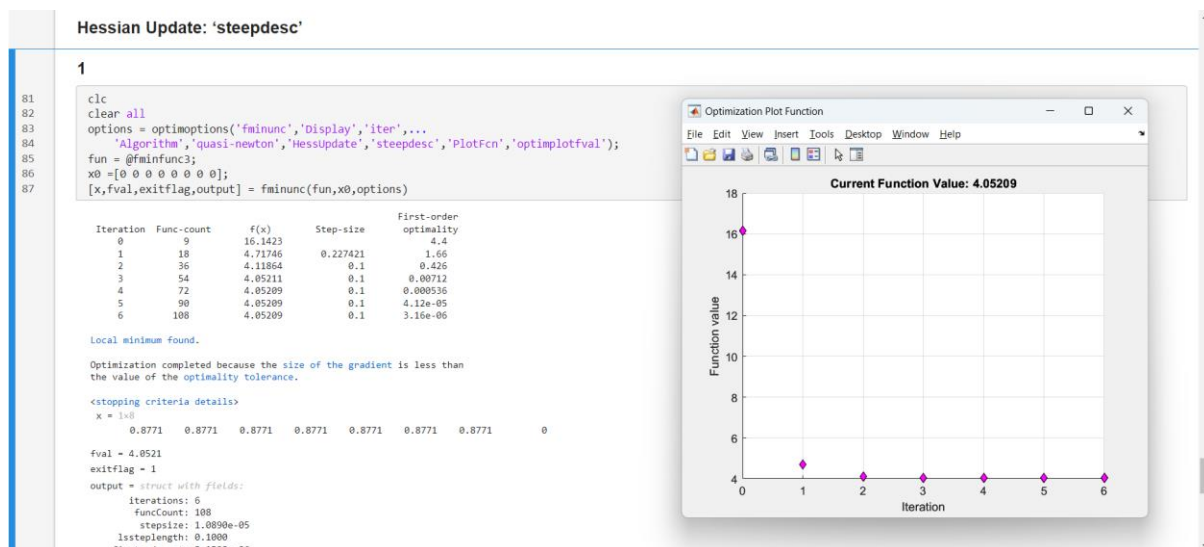 Hessian Update: ‘steepdesc’
1
81 clc
82 clear all
83 options = optimoptions('fminunc','Display','iter',...
84 'Algorithm','quasi-newton','HessUpdate','steepdesc','PlotFcn','optimplotfval');
85 fun = @fminfunc3;
86 x0 =[0 0 0 0 0 0 0 0];
87 [x,fval,exitflag,output] = fminunc(fun,x0,options)
First-order
Iteration Func-count f(x) Step-size optimality
0 9 16.1423 4.4
1 18 4.71746 0.227421 1.66
2 36 4.11864 0.1 0.426
3 54 4.05211 0.1 0.00712
4 72 4.05209 0.1 0.000536
5 90 4.05209 0.1 4.12e-05
6 108 4.05209 0.1 3.16e-06
Local minimum found.
Optimization completed because the size of the gradient is less than
the value of the optimality tolerance.
<stopping criteria details>
x = 1×8
0.8771 0.8771 0.8771 0.8771 0.8771 0.8771 0.8771 0
fval = 4.0521
exitflag = 1
output = struct with fields:
iterations: 6
funcCount: 108
stepsize: 1.0890e-05
lssteplength: 0.1000
Optimization Plot Function
File Edit View Insert Tools Desktop Window Help
Current Function Value: 4.05209
18
16
14
12
10
8
6
4
Function value
0 1 2 3 4 5 6
Iteration